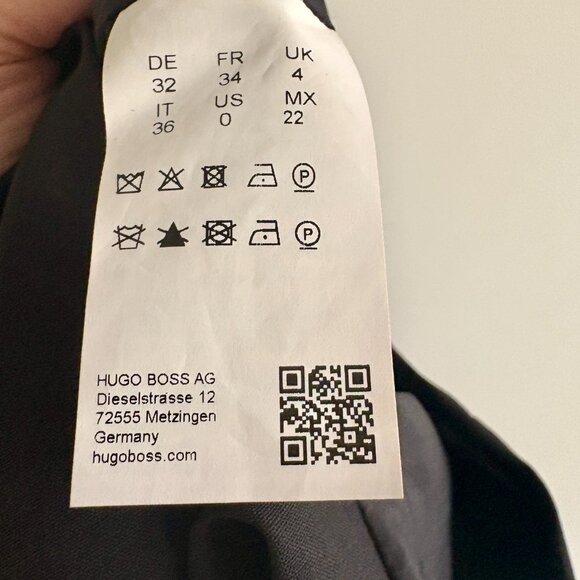 DE FR UK
32 34 4
IT US MX
36 0 22
P
P
HUGO BOSS AG
Dieselstrasse 12
72555 Metzingen
Germany
hugoboss.com